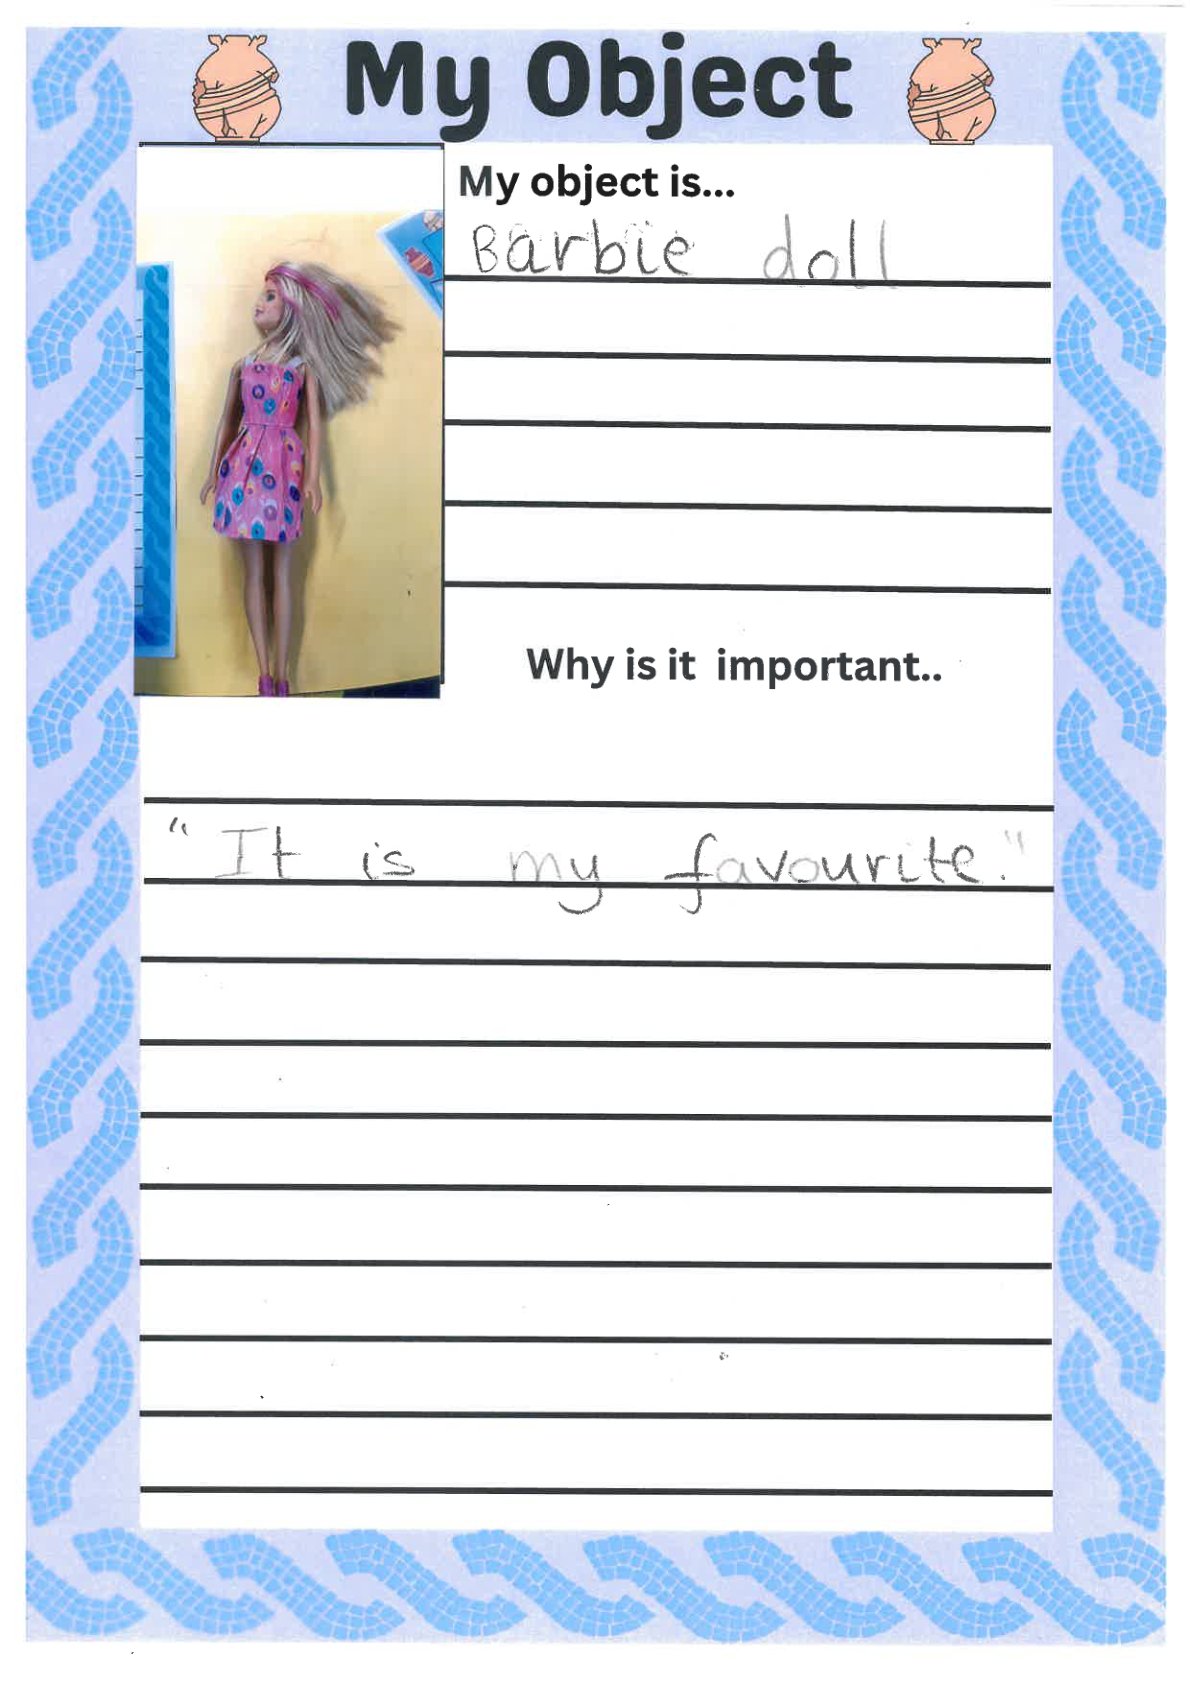 My Object
My object is...
Barbie doll
Why is it important..
"It is my favourite."